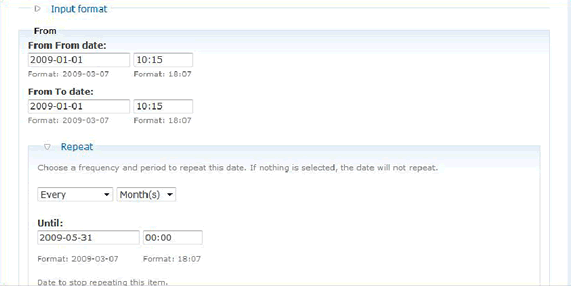 Input format
From
From From date:
2009-01-01 10:15
Format: 2009-03-07 Format: 18:07
From To date:
2009-01-01 10:15
Format: 2009-03-07 Format: 18:07
Repeat
Choose a frequency and period to repeat this date. If nothing is selected, the date will not repeat.
Every Month(s)
Until:
2009-05-31 00:00
Format: 2009-03-07 Format: 18:07
Date to stop repeating this item.